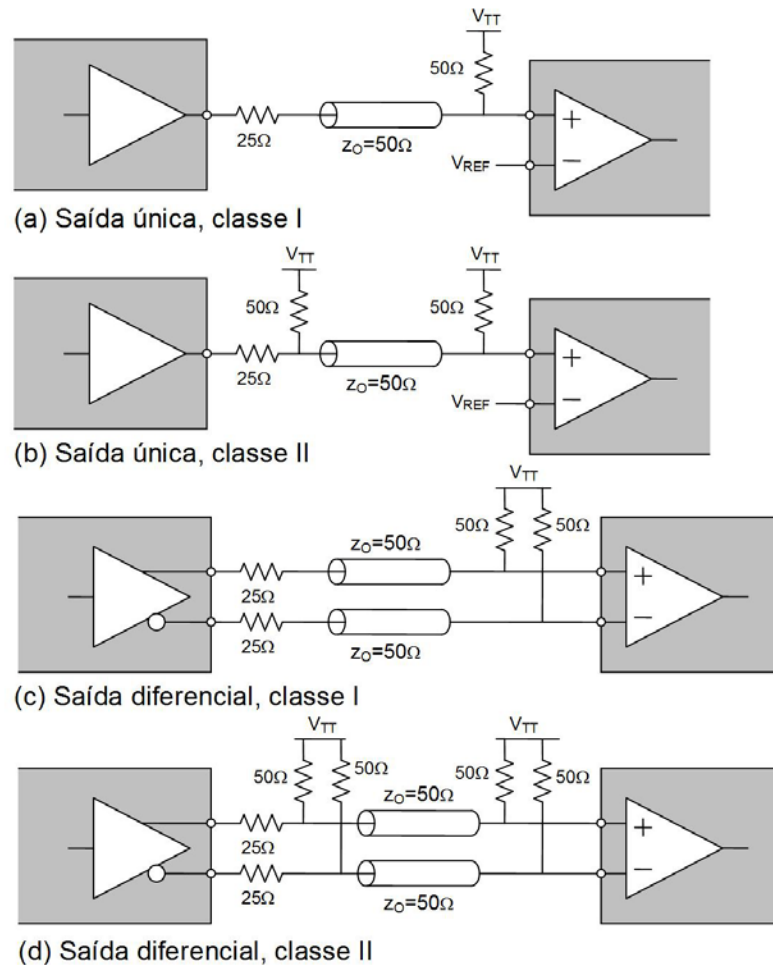 VTT
50Ω
25Ω
zO=50Ω
+
VREF
−
(a) Saída única, classe I
VTT
VTT
50Ω
50Ω
25Ω
zO=50Ω
+
VREF
−
(b) Saída única, classe II
VTT
50Ω
50Ω
zO=50Ω
25Ω
+
25Ω
zO=50Ω
−
(c) Saída diferencial, classe I
VTT
VTT
50Ω
50Ω
50Ω
50Ω
zO=50Ω
25Ω
+
25Ω
zO=50Ω
−
(d) Saída diferencial, classe II